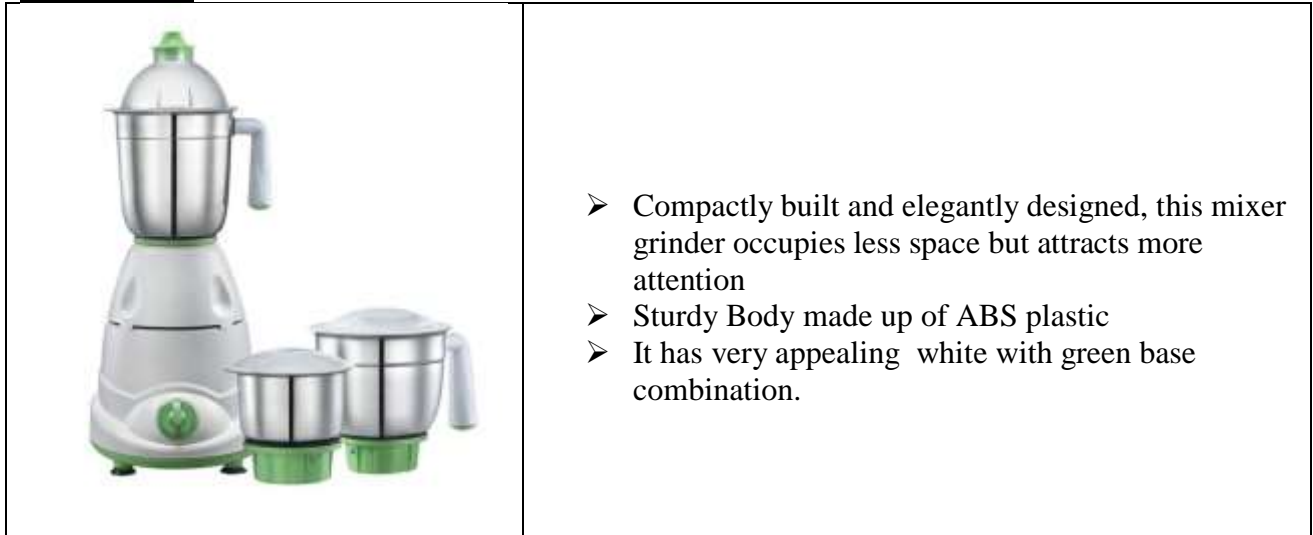 ➢ Compactly built and elegantly designed, this mixer
grinder occupies less space but attracts more
attention
➢ Sturdy Body made up of ABS plastic
➢ It has very appealing  white with green base
combination.